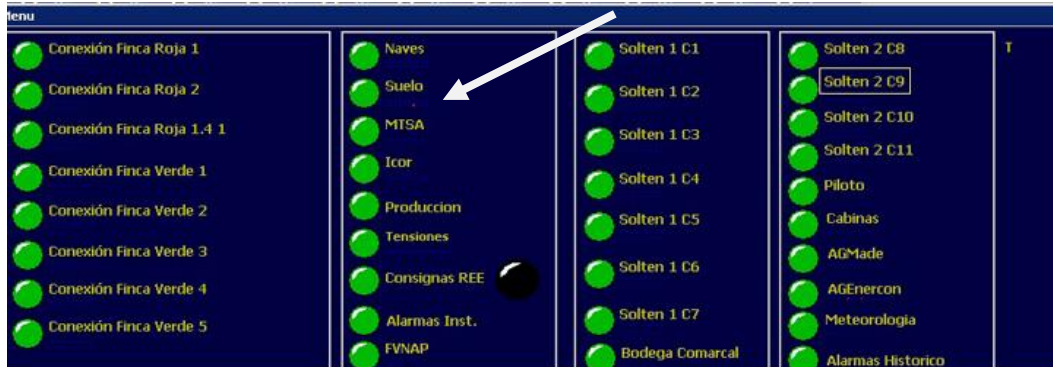 Menu
Conexión Finca Roja 1
Conexión Finca Roja 2
Conexión Finca Roja 1.4 1
Conexión Finca Verde 1
Conexión Finca Verde 2
Conexión Finca Verde 3
Conexión Finca Verde 4
Conexión Finca Verde 5
Naves
Suelo
MTSA
Icor
Produccion
Tensiones
Consignas REE
Alarmas Inst.
FVNAP
Solten 1 C1
Solten 1 C2
Solten 1 C3
Solten 1 C4
Solten 1 C5
Solten 1 C6
Solten 1 C7
Bodega Comarcal
Solten 2 C8
Solten 2 C9
Solten 2 C10
Solten 2 C11
Piloto
Cabinas
AGMade
AGEnercon
Meteorologia
Alarmas Historico
T